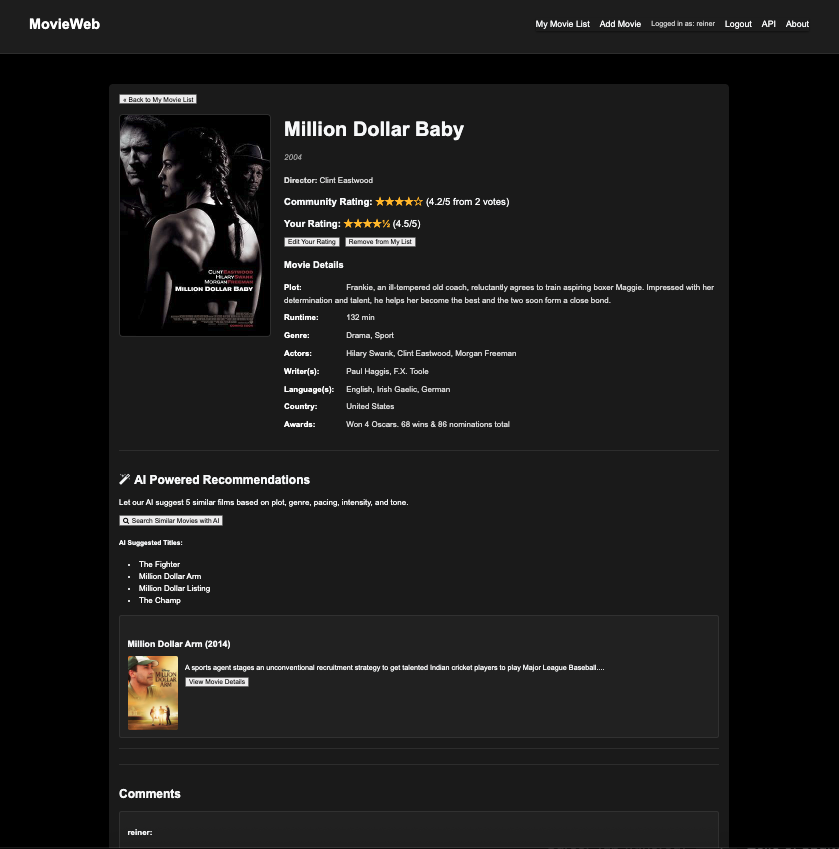 MovieWeb
My Movie List Add Movie Logged in as: reiner Logout API About
« Back to My Movie List
CLINT EASTWOOD
HILARY SWANK
MORGAN FREEMAN
MILLION DOLLAR BABY
Million Dollar Baby
2004
Director: Clint Eastwood
Community Rating: ★★★★☆ (4.2/5 from 2 votes)
Your Rating: ★★★★½ (4.5/5)
Edit Your Rating Remove from My List
Movie Details
Plot: Frankie, an ill-tempered old coach, reluctantly agrees to train aspiring boxer Maggie. Impressed with her
determination and talent, he helps her become the best and the two soon form a close bond.
Runtime: 132 min
Genre: Drama, Sport
Actors: Hilary Swank, Clint Eastwood, Morgan Freeman
Writer(s): Paul Haggis, F.X. Toole
Language(s): English, Irish Gaelic, German
Country: United States
Awards: Won 4 Oscars. 68 wins & 86 nominations total
AI Powered Recommendations
Let our AI suggest 5 similar films based on plot, genre, pacing, intensity, and tone.
Search Similar Movies with AI
AI Suggested Titles:
• The Fighter
• Million Dollar Arm
• Million Dollar Listing
• The Champ
Million Dollar Arm (2014)
MILLION DOLLAR
ARM
A sports agent stages an unconventional recruitment strategy to get talented Indian cricket players to play Major League Baseball....
View Movie Details
Comments
reiner: